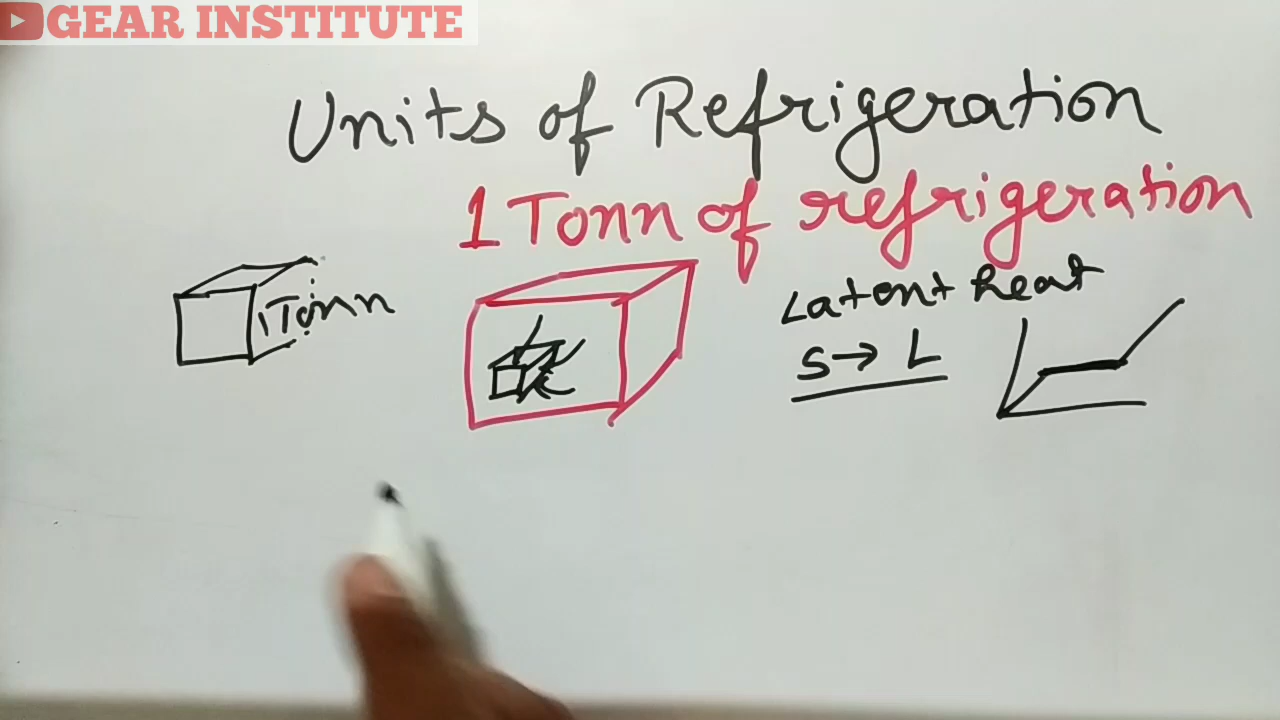 GEAR INSTITUTE
Units of Refrigeration
1 Tonn of refrigeration
1Tonn
Latent heat
S→ L